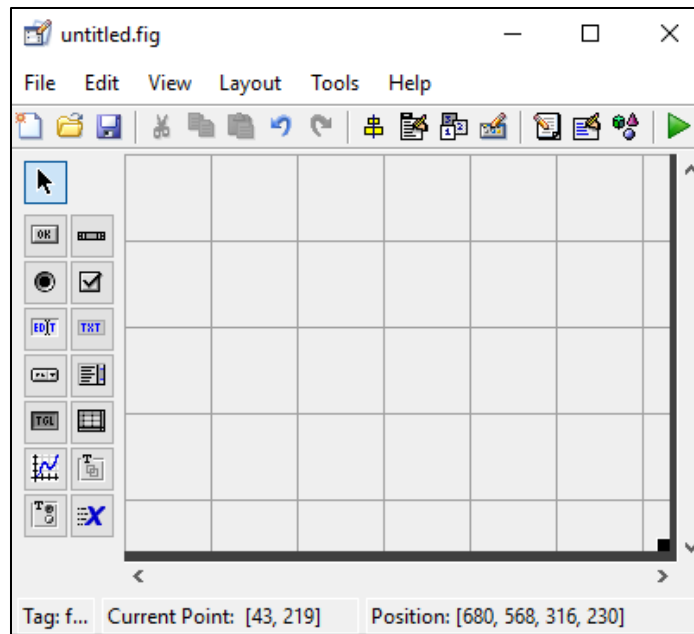 untitled.fig
File Edit View Layout Tools Help
OK
EDIT TXT
TGL
T
T X
Tag: f... Current Point: [43, 219] Position: [680, 568, 316, 230]